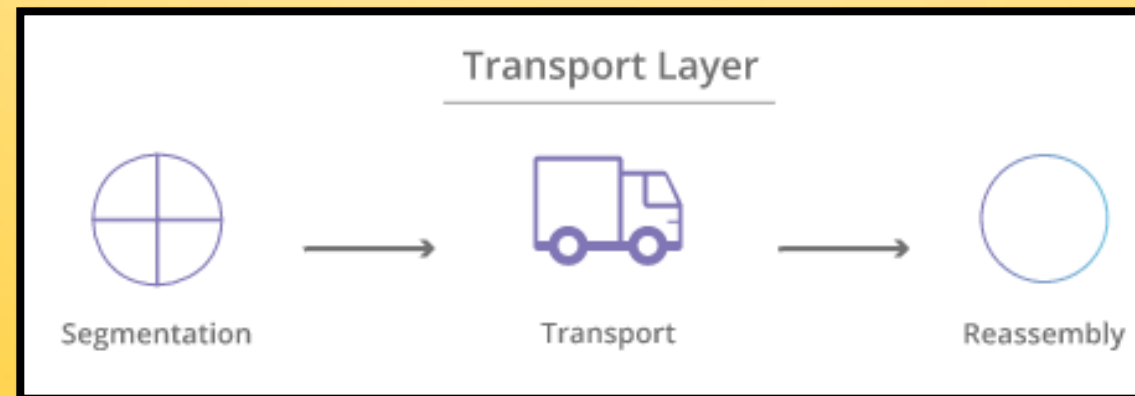 Transport Layer
Segmentation
Transport
Reassembly